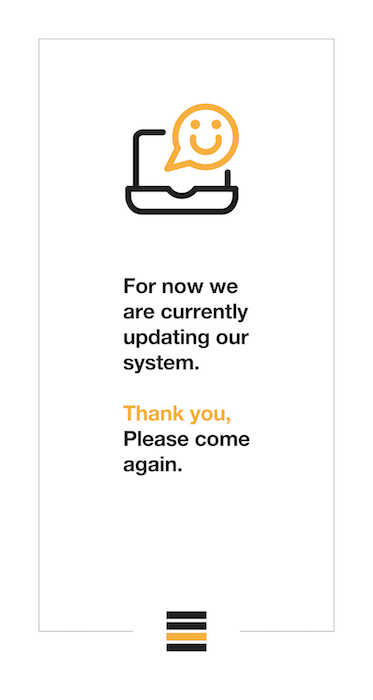 For now we
are currently
updating our
system.
Thank you,
Please come
again.